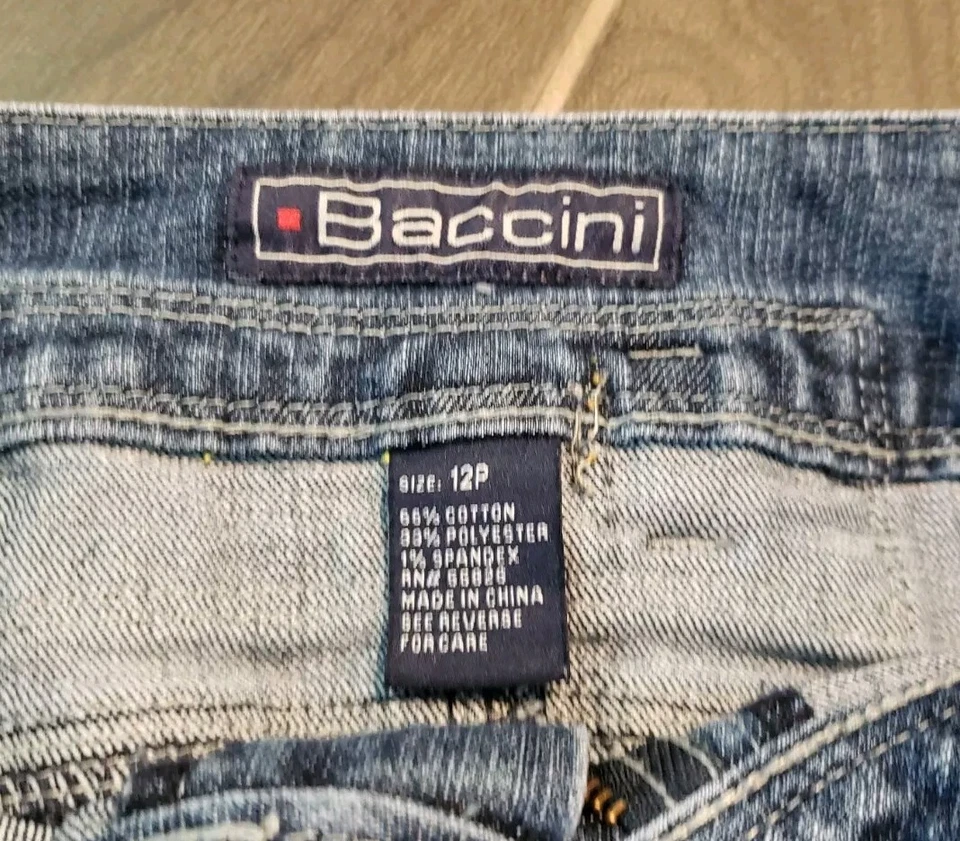 Baccini
SIZE: 12P
66% COTTON
33% POLYESTER
1% SPANDEX
RN#
MADE IN CHINA
SEE REVERSE
FOR CARE